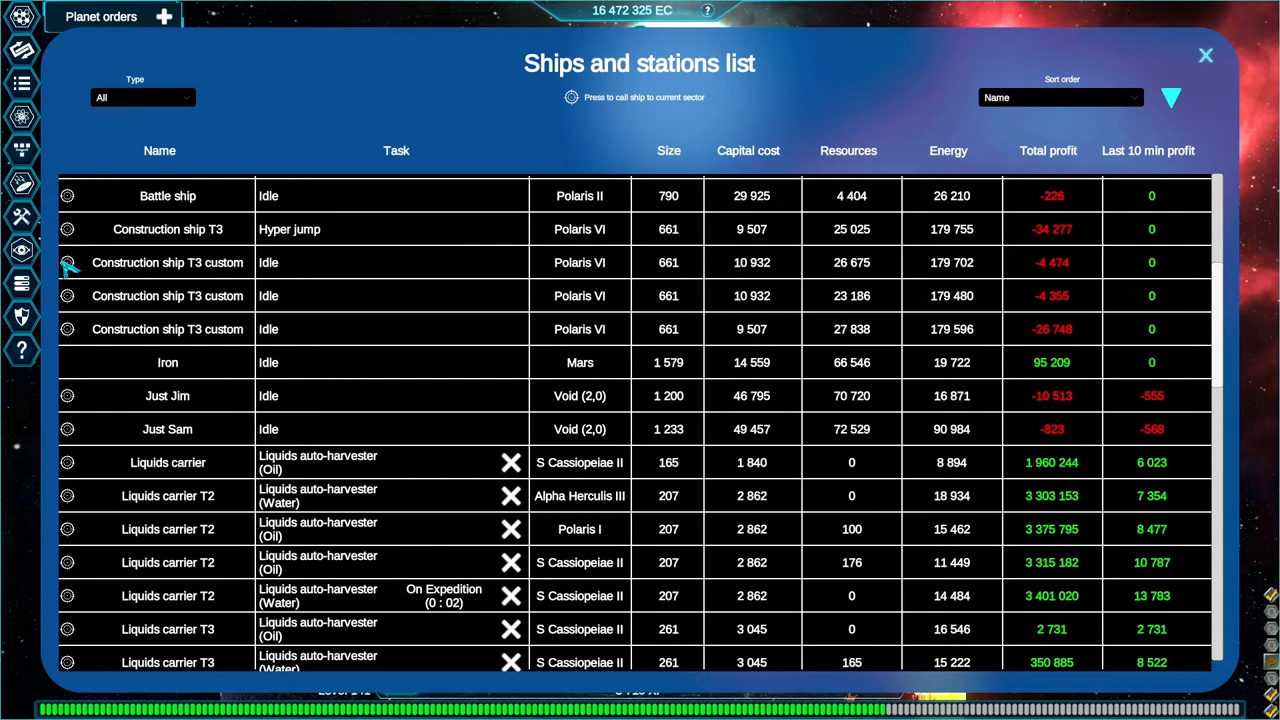 Planet orders
16 472 325 EC ?
Ships and stations list
Type
Sort order
All
Press to call ship to current sector
Name
Name Task Size Capital cost Resources Energy Total profit Last 10 min profit
Battle ship Idle Polaris II 790 29 925 4 404 26 210 -226 0
Construction ship T3 Hyper jump Polaris VI 661 9 507 25 025 179 755 -34 277 0
Construction ship T3 custom Idle Polaris VI 661 10 932 26 675 179 702 -4 474 0
Construction ship T3 custom Idle Polaris VI 661 10 932 23 186 179 480 -4 355 0
Construction ship T3 custom Idle Polaris VI 661 9 507 27 838 179 596 -26 748 0
Iron Idle Mars 1 579 14 559 66 546 19 722 95 209 0
Just Jim Idle Void (2,0) 1 200 46 795 70 720 16 871 -10 513 -555
Just Sam Idle Void (2,0) 1 233 49 457 72 529 90 984 -823 -568
Liquids carrier Liquids auto-harvester (Oil) S Cassiopeiae II 165 1 840 0 8 894 1 960 244 6 023
Liquids carrier T2 Liquids auto-harvester (Water) Alpha Herculis III 207 2 862 0 18 934 3 303 153 7 354
Liquids carrier T2 Liquids auto-harvester (Oil) Polaris I 207 2 862 100 15 462 3 375 795 8 477
Liquids carrier T2 Liquids auto-harvester (Oil) S Cassiopeiae II 207 2 862 176 11 449 3 315 182 10 787
Liquids carrier T2 Liquids auto-harvester (Water) On Expedition (0 : 02) S Cassiopeiae II 207 2 862 0 14 484 3 401 020 13 783
Liquids carrier T3 Liquids auto-harvester (Oil) S Cassiopeiae II 261 3 045 0 16 546 2 731 2 731
Liquids carrier T3 Liquids auto-harvester (Water) S Cassiopeiae II 261 3 045 165 15 222 350 885 8 522